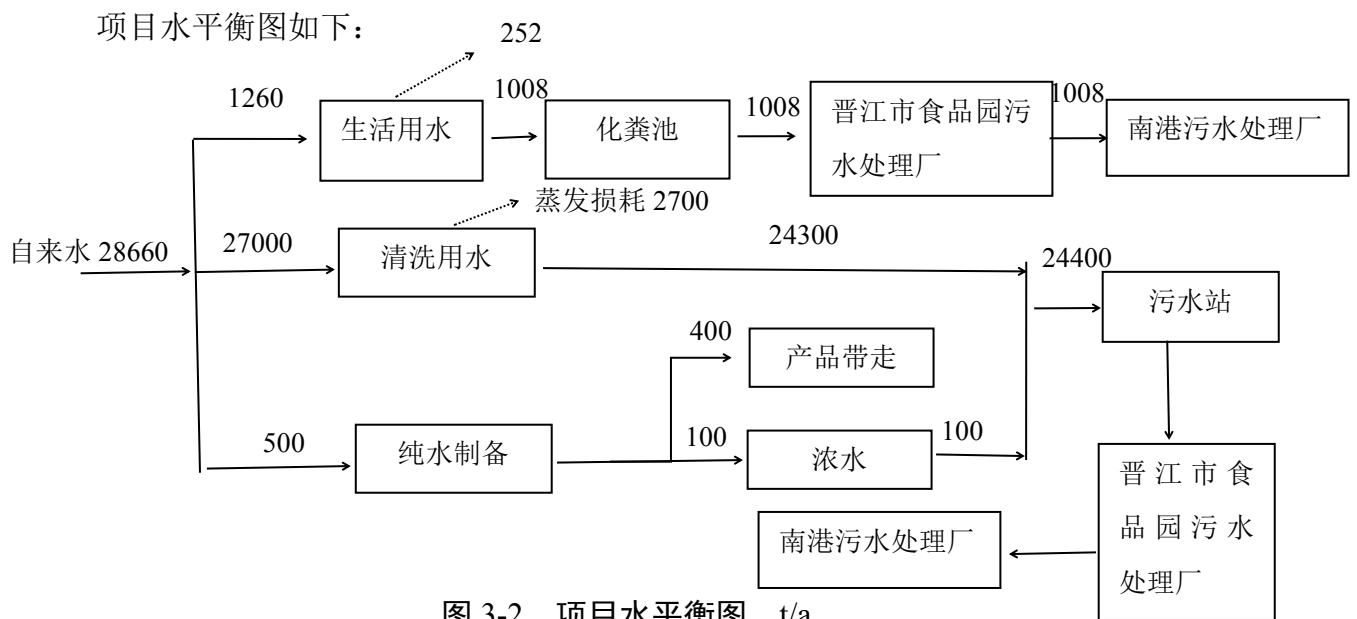 项目水平衡图如下：
252
1260
生活用水
1008
化粪池
1008
晋江市食品园污
水处理厂
1008
南港污水处理厂
蒸发损耗 2700
自来水 28660
27000
清洗用水
24300
24400
污水站
400
产品带走
500
纯水制备
100
浓水
100
晋江市食
品园污水
处理厂
南港污水处理厂
图 3-2 项目水平衡图 t/a